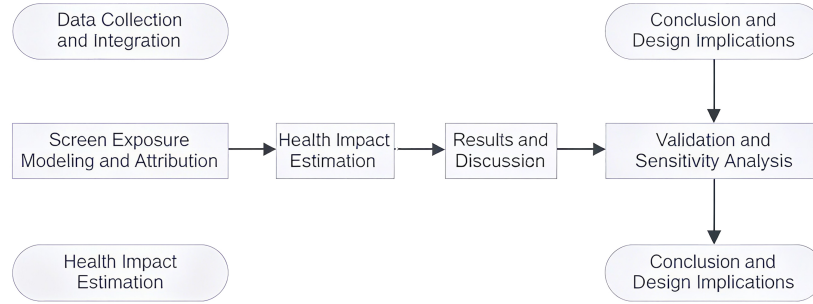 Data Collection
and Integration
Conclusion and
Design Implications
Screen Exposure
Modeling and Attribution
Health Impact
Estimation
Results and
Discussion
Validation and
Sensitivity Analysis
Health Impact
Estimation
Conclusion and
Design Implications